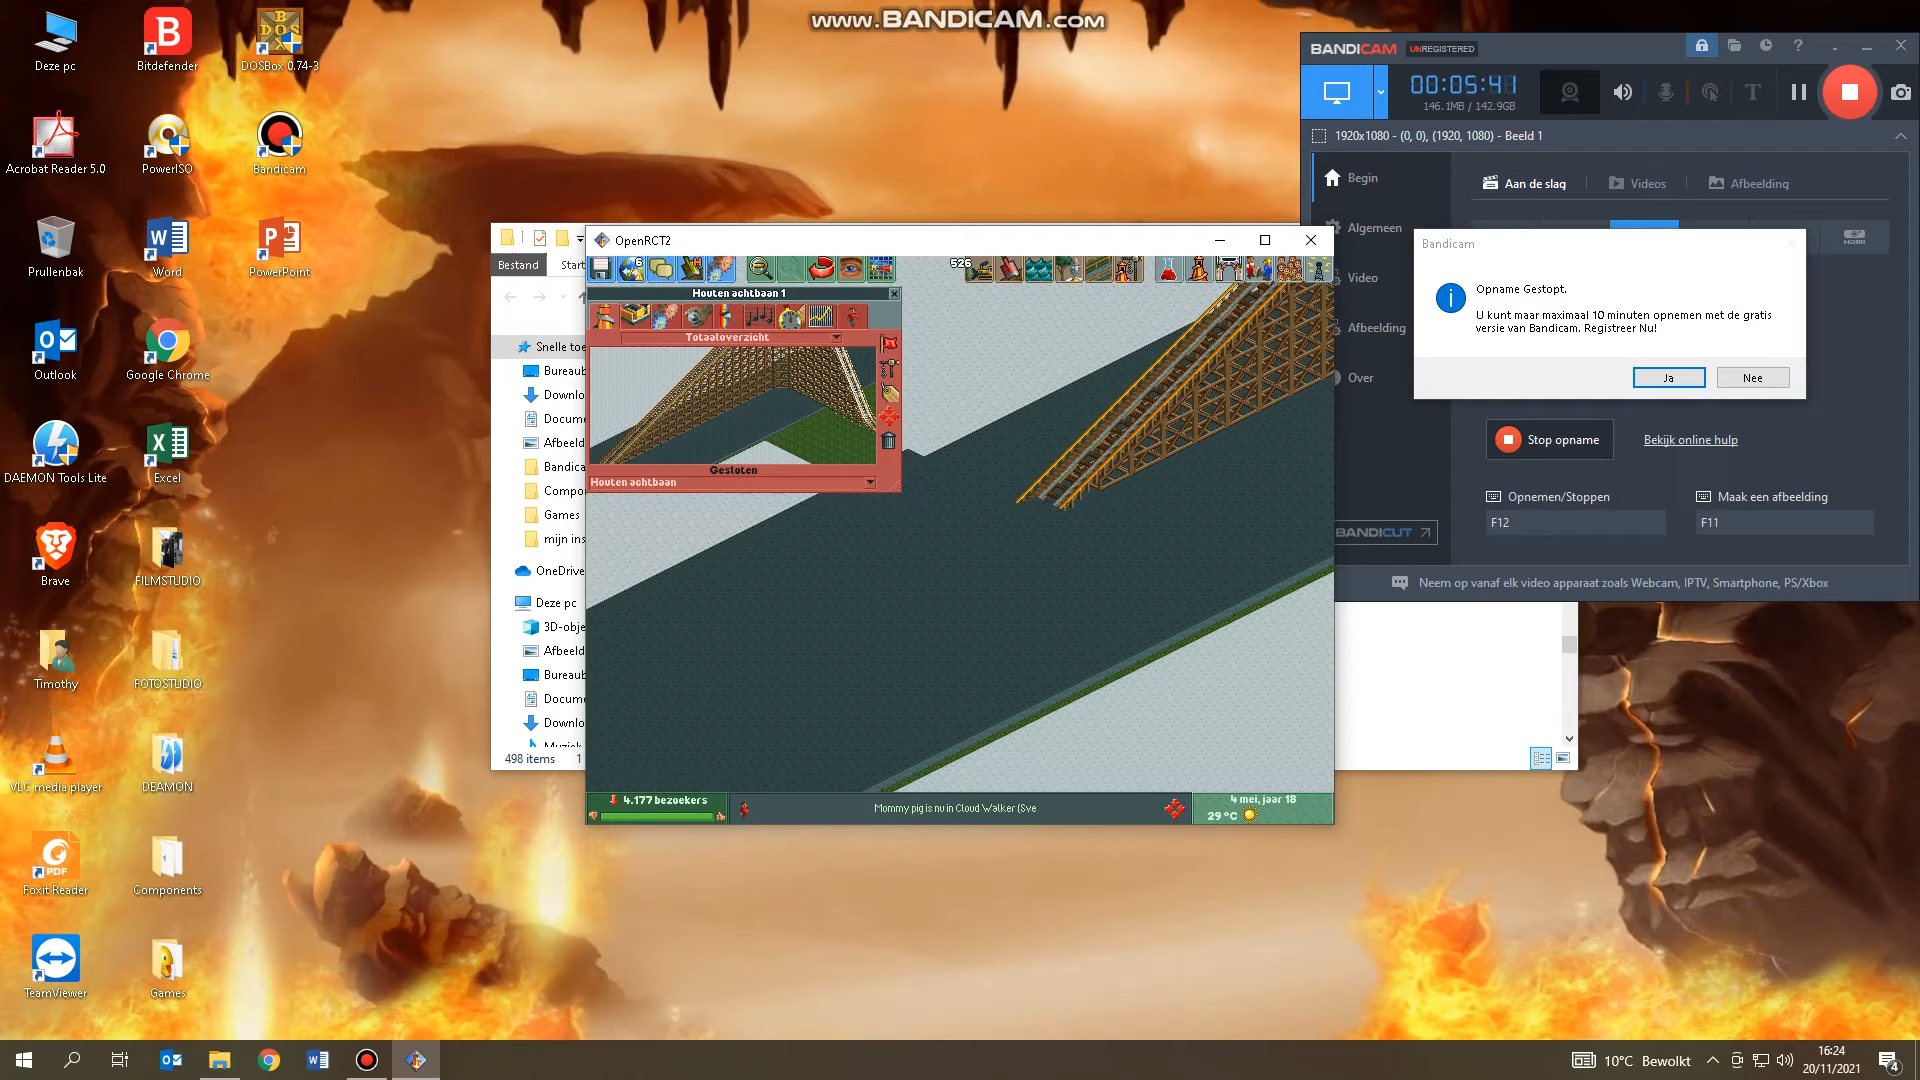 www.BANDICAM.com
Deze pc
Bitdefender
DOSBox 0.74-3
Acrobat Reader 5.0
PowerISO
Bandicam
Prullenbak
Word
PowerPoint
Outlook
Google Chrome
DAEMON Tools Lite
Excel
Brave
FILMSTUDIO
Timothy
FOTOSTUDIO
VLC media player
DEAMON
Foxit Reader
Components
TeamViewer
Games
Bestand
Start
Snelle toe
Bureaub
Downlo
Docume
Afbeeld
Bandica
Compo
Games
mijn ins
OneDrive
Deze pc
3D-obje
Afbeeld
Bureaub
Docume
Downlo
Muziek
498 items
1
OpenRCT2
6
526
Houten achtbaan 1
Totaaloverzicht
Gesloten
Houten achtbaan
4.177 bezoekers
Mommy pig is nu in Cloud Walker (Sve
4 mei, jaar 18
29°C
BANDICAM UNREGISTERED
00:05:41
146.1MB / 142.9GB
1920x1080 - (0, 0), (1920, 1080) - Beeld 1
Begin
Algemeen
Video
Afbeelding
Over
Aan de slag
Videos
Afbeelding
HDMI
Bandicam
Opname Gestopt.
U kunt maar maximaal 10 minuten opnemen met de gratis
versie van Bandicam. Registreer Nu!
Ja
Nee
Stop opname
Bekijk online hulp
Opnemen/Stoppen
Maak een afbeelding
F12
F11
BANDICUT
Neem op vanaf elk video apparaat zoals Webcam, IPTV, Smartphone, PS/Xbox
10°C Bewolkt
16:24
20/11/2021
4